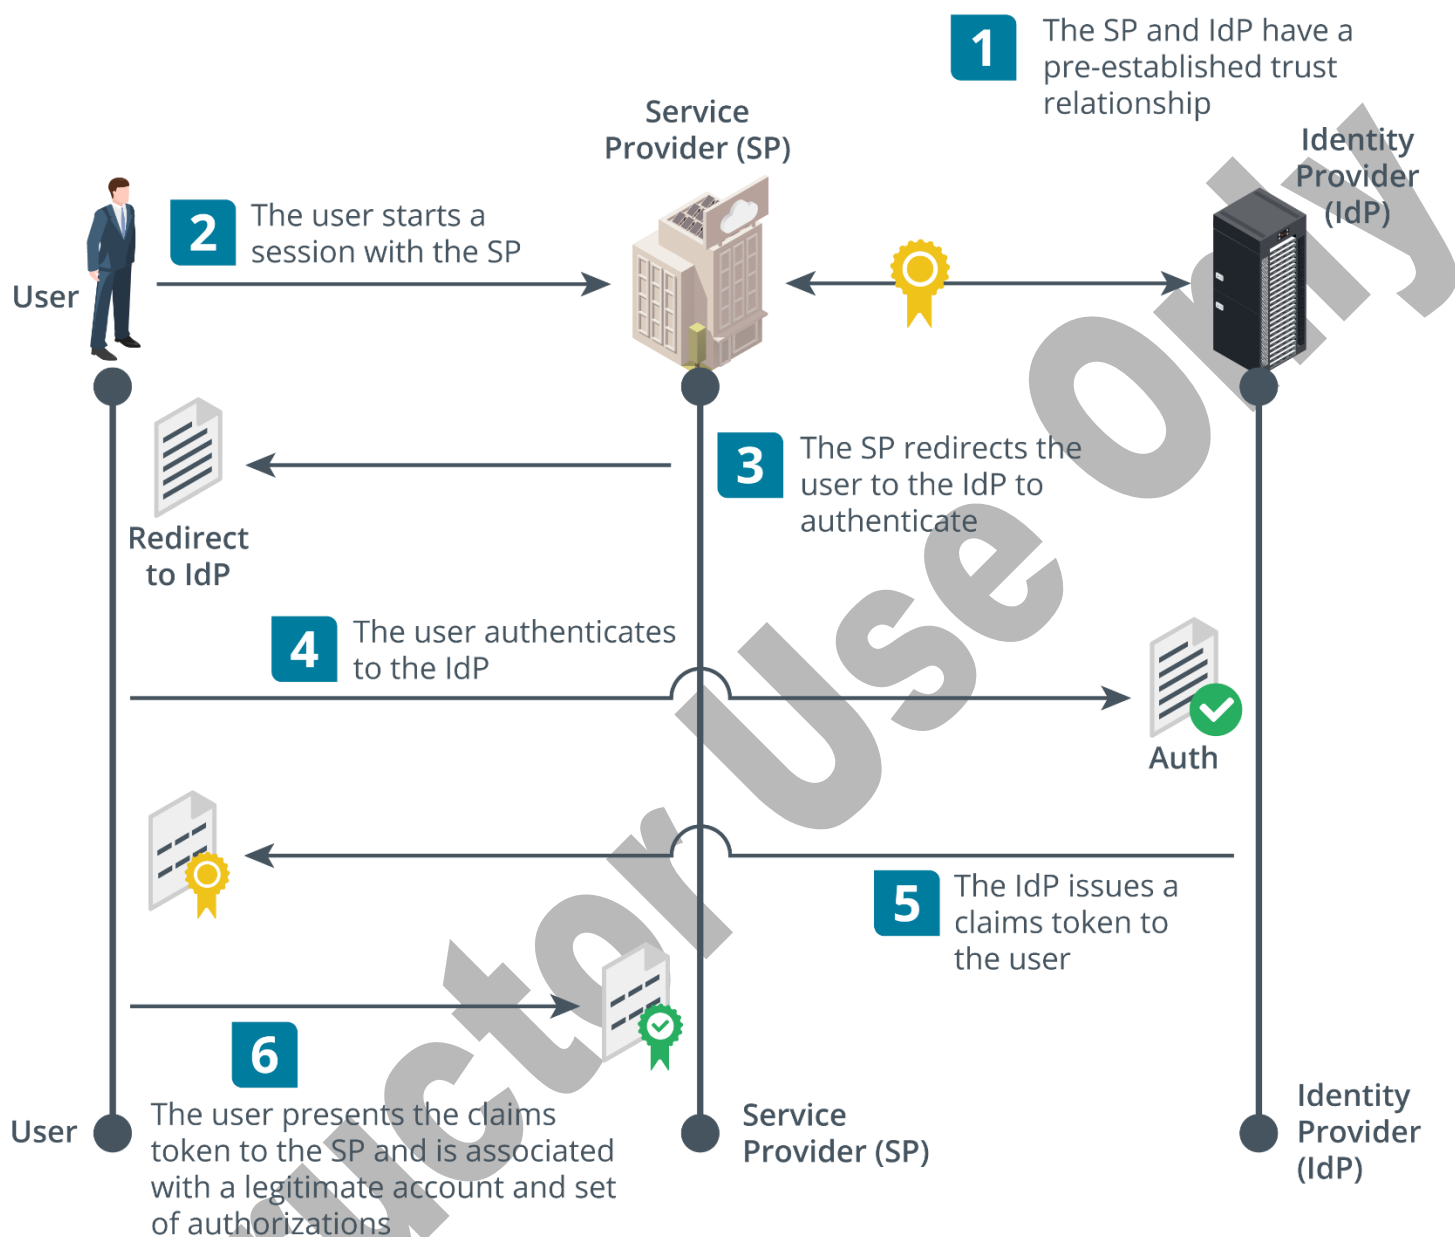 1
The SP and IdP have a
pre-established trust
relationship
Service
Provider (SP)
Identity
Provider
(IdP)
2
The user starts a
session with the SP
User
3
The SP redirects the
user to the IdP to
authenticate
Redirect
to IdP
4
The user authenticates
to the IdP
Auth
5
The IdP issues a
claims token to
the user
6
The user presents the claims
token to the SP and is associated
with a legitimate account and set
of authorizations
User
Service
Provider (SP)
Identity
Provider
(IdP)
uctor Use Only